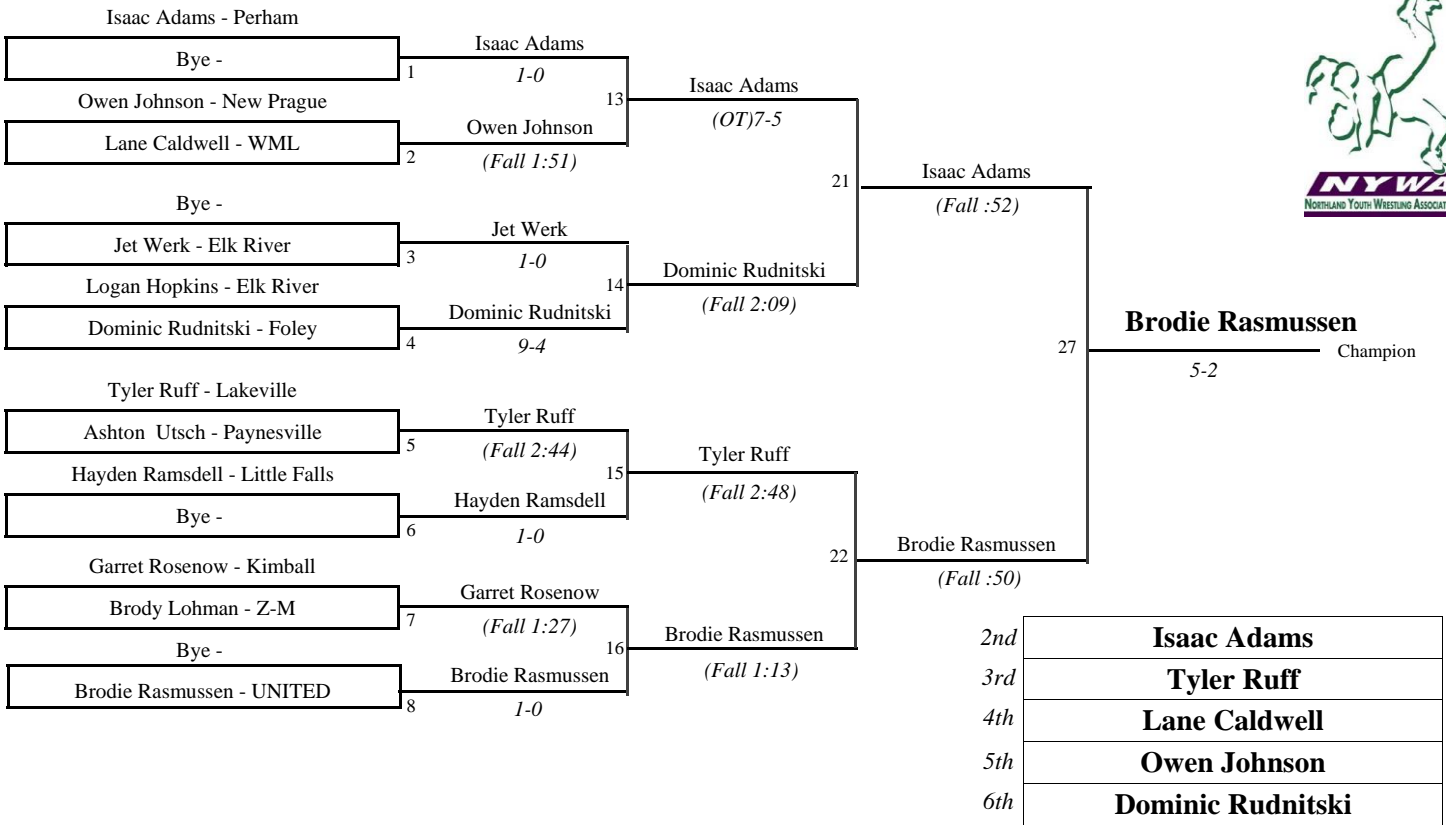 Isaac Adams - Perham
Bye -
1
Owen Johnson - New Prague
Lane Caldwell - WML
2
Bye -
Jet Werk - Elk River
3
Logan Hopkins - Elk River
Dominic Rudnitski - Foley
4
Tyler Ruff - Lakeville
Ashton  Utsch - Paynesville
5
Hayden Ramsdell - Little Falls
Bye -
6
Garret Rosenow - Kimball
Brody Lohman - Z-M
7
Bye -
Brodie Rasmussen - UNITED
8
Isaac Adams
1-0
13
Owen Johnson
(Fall 1:51)
Jet Werk
1-0
14
Dominic Rudnitski
9-4
Tyler Ruff
(Fall 2:44)
15
Hayden Ramsdell
1-0
Garret Rosenow
(Fall 1:27)
16
Brodie Rasmussen
1-0
Isaac Adams
(OT)7-5
21
Dominic Rudnitski
(Fall 2:09)
Tyler Ruff
(Fall 2:48)
22
Brodie Rasmussen
(Fall 1:13)
Isaac Adams
(Fall :52)
27
Brodie Rasmussen
(Fall :50)
Brodie Rasmussen
Champion
5-2
NYWA
NORTHLAND YOUTH WRESTLING
2nd Isaac Adams
3rd Tyler Ruff
4th Lane Caldwell
5th Owen Johnson
6th Dominic Rudnitski